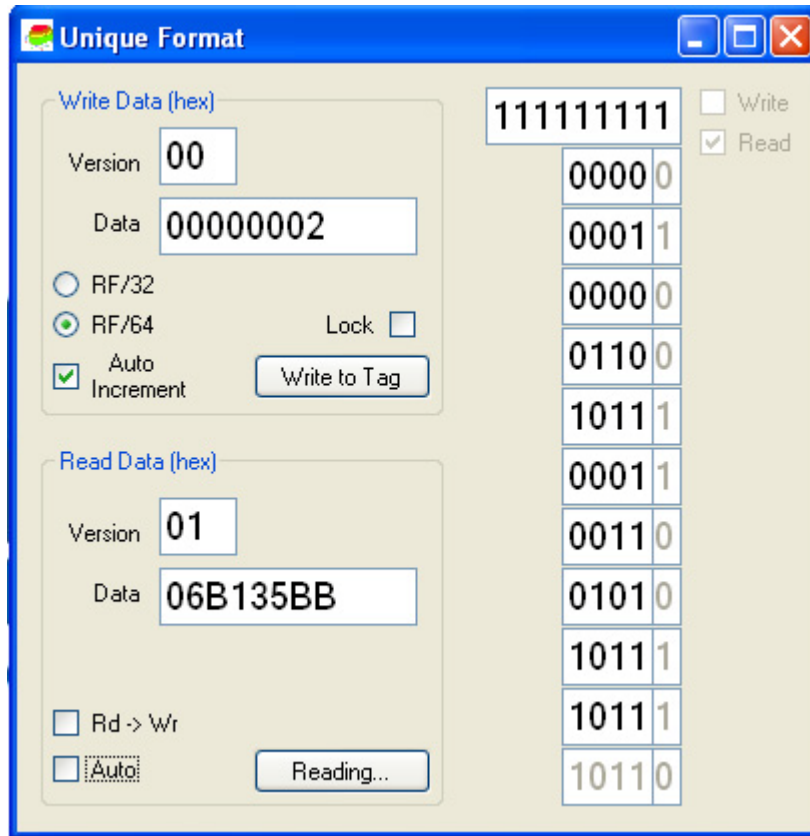 Unique Format
Write Data (hex)
Version 00
Data 00000002
RF/32
RF/64
Lock
Auto
Increment
Write to Tag
Read Data (hex)
Version 01
Data 06B135BB
Rd -> Wr
Auto
Reading...
111111111
Write
Read
0000 0
0001 1
0000 0
0110 0
1011 1
0001 1
0011 0
0101 0
1011 1
1011 1
1011 0